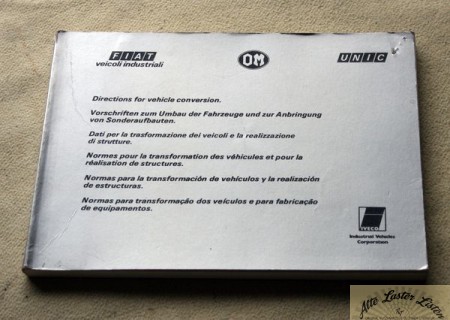 FIAT
veicoli industriali
OM
UNIC
Directions for vehicle conversion.
Vorschriften zum Umbau der Fahrzeuge und zur Anbringung
von Sonderaufbauten.
Dati per la trasformazione dei veicoli e la realizzazione
di strutture.
Normes pour la transformation des véhicules et pour la
réalisation de structures.
Normas para la transformación de vehículos y la realización
de estructuras.
Normas para transformação dos veículos e para fabricação
de equipamentos.
IVECO
Industrial Vehicles
Corporation
Alte Laster Listen